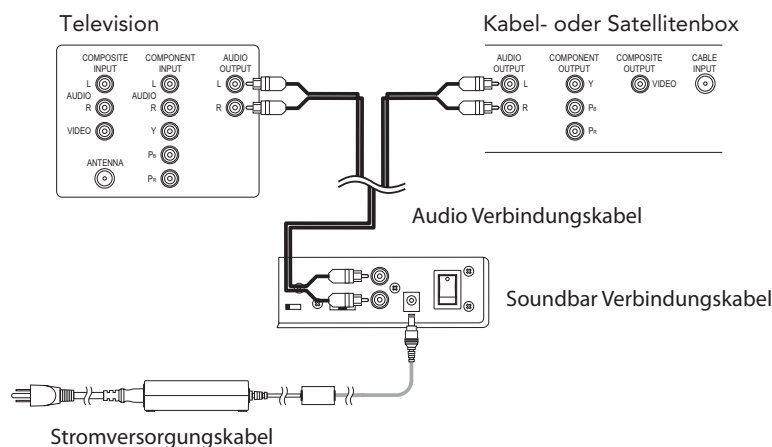 Television
COMPOSITE
INPUT
L
AUDIO
R
VIDEO
ANTENNA
COMPONENT
INPUT
L
AUDIO
R
Y
PB
PR
AUDIO
OUTPUT
L
R
Kabel- oder Satellitenbox
AUDIO
OUTPUT
L
R
COMPONENT
OUTPUT
Y
PB
PR
COMPOSITE
OUTPUT
VIDEO
CABLE
INPUT
Audio Verbindungskabel
Soundbar Verbindungskabel
Stromversorgungskabel